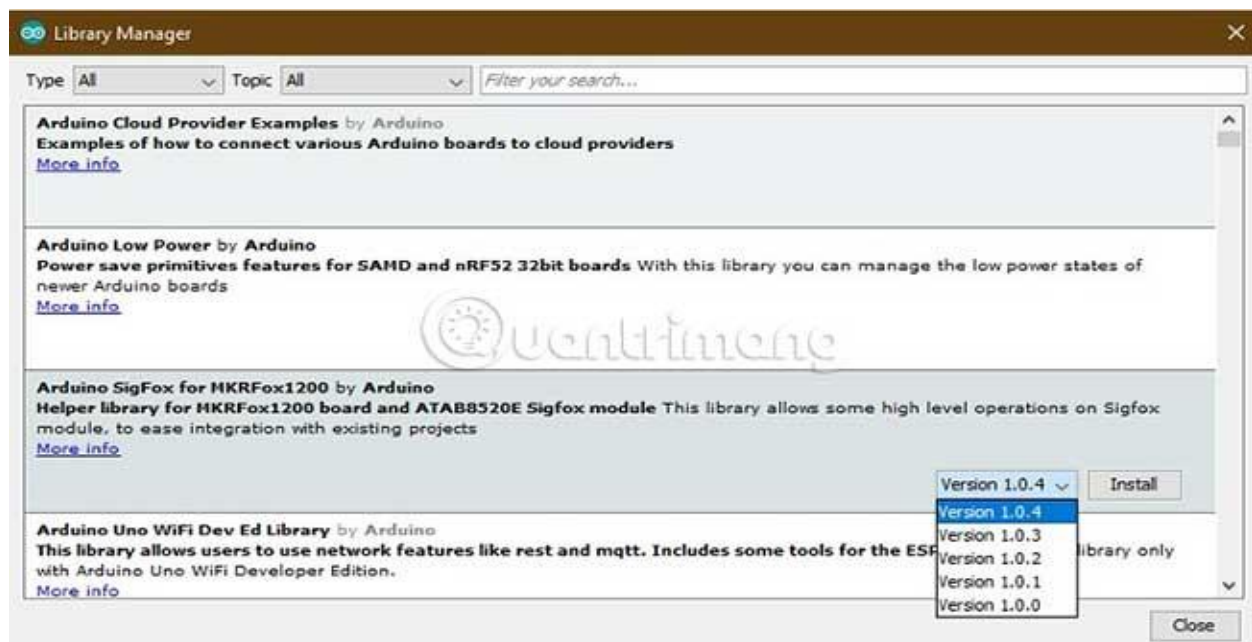 Library Manager
Type All Topic All Filter your search...
Arduino Cloud Provider Examples by Arduino
Examples of how to connect various Arduino boards to cloud providers
More info
Arduino Low Power by Arduino
Power save primitives features for SAMD and nRF52 32bit boards With this library you can manage the low power states of
newer Arduino boards
More info
Quantrimang
Arduino SigFox for MKRFox1200 by Arduino
Helper library for MKRFox1200 board and ATAB8520E Sigfox module This library allows some high level operations on Sigfox
module, to ease integration with existing projects
More info
Version 1.0.4 Install
Version 1.0.4
Version 1.0.3
Version 1.0.2
Version 1.0.1
Version 1.0.0
Arduino Uno WiFi Dev Ed Library by Arduino
This library allows users to use network features like rest and mqtt. Includes some tools for the ESP library only
with Arduino Uno WiFi Developer Edition.
More info
Close